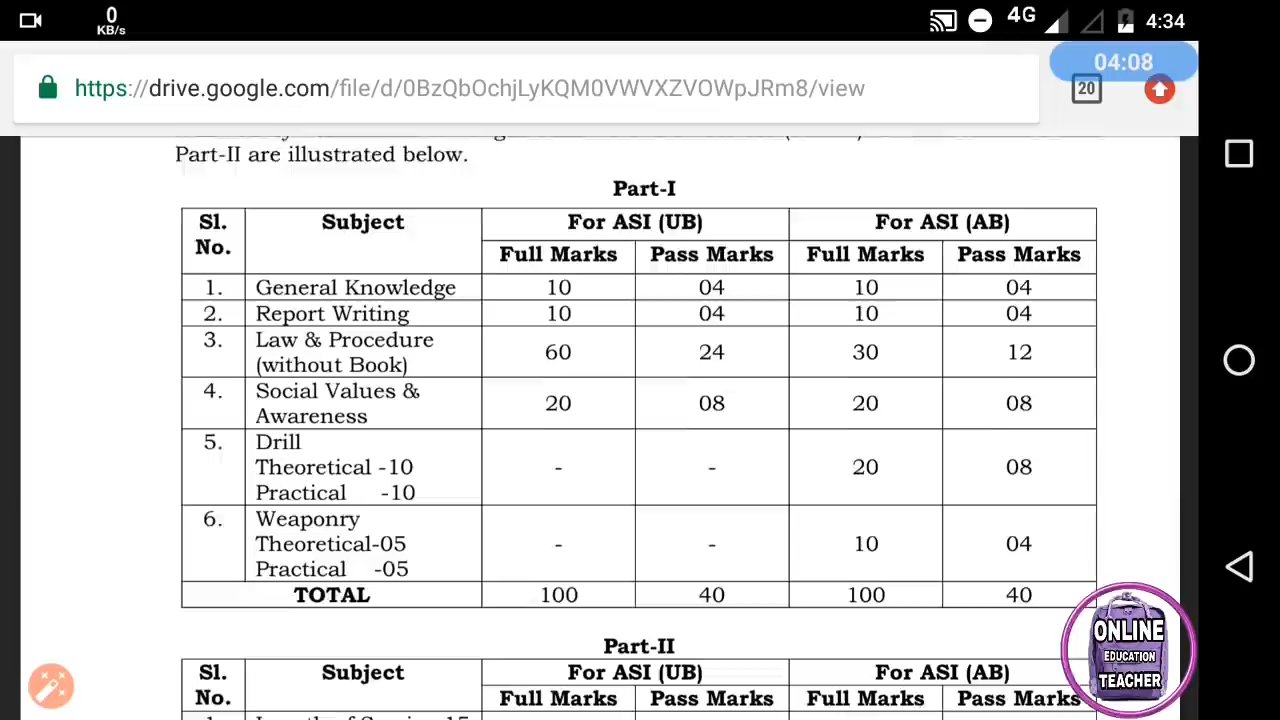 0
KB/s
4G
4:34
04:08
https://drive.google.com/file/d/0BzQbOchjLyKQM0VWVXZVOWpJRm8/view
20
Part-II are illustrated below.
Part-I
Sl. No. Subject For ASI (UB) For ASI (AB)
Full Marks Pass Marks Full Marks Pass Marks
1. General Knowledge 10 04 10 04
2. Report Writing 10 04 10 04
3. Law & Procedure
(without Book) 60 24 30 12
4. Social Values &
Awareness 20 08 20 08
5. Drill
Theoretical -10 - - 20 08
Practical -10
6. Weaponry
Theoretical-05 - - 10 04
Practical -05
TOTAL 100 40 100 40
Part-II
Sl. No. Subject For ASI (UB) For ASI (AB)
Full Marks Pass Marks Full Marks Pass Marks
ONLINE
EDUCATION
TEACHER